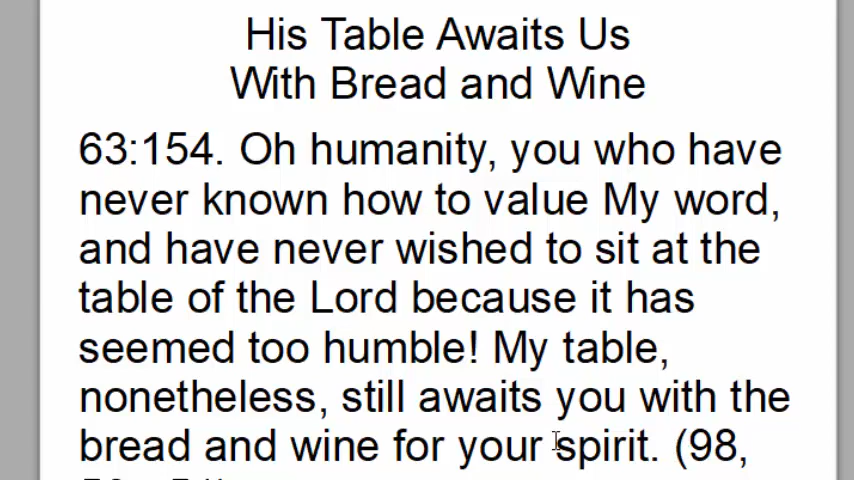 His Table Awaits Us
With Bread and Wine
63:154. Oh humanity, you who have
never known how to value My word,
and have never wished to sit at the
table of the Lord because it has
seemed too humble! My table,
nonetheless, still awaits you with the
bread and wine for your spirit. (98,